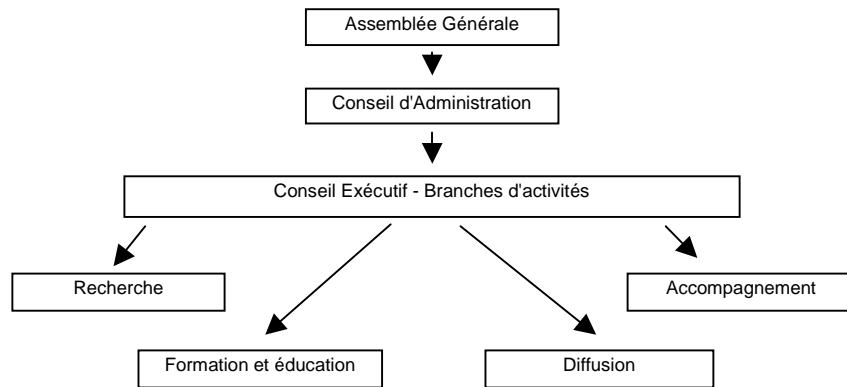 Assemblée Générale
Conseil d'Administration
Conseil Exécutif - Branches d'activités
Recherche
Accompagnement
Formation et éducation
Diffusion